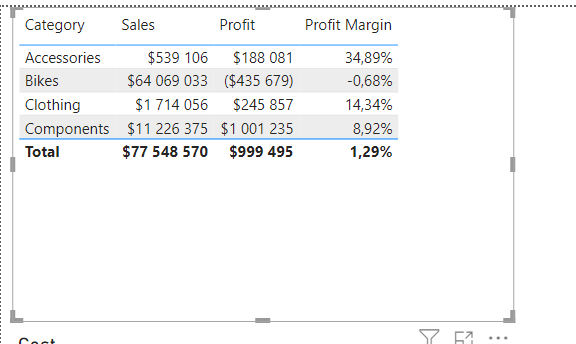 Category Sales Profit Profit Margin
Accessories $539 106 $188 081 34,89%
Bikes $64 069 033 ($435 679) -0,68%
Clothing $1 714 056 $245 857 14,34%
Components $11 226 375 $1 001 235 8,92%
Total $77 548 570 $999 495 1,29%